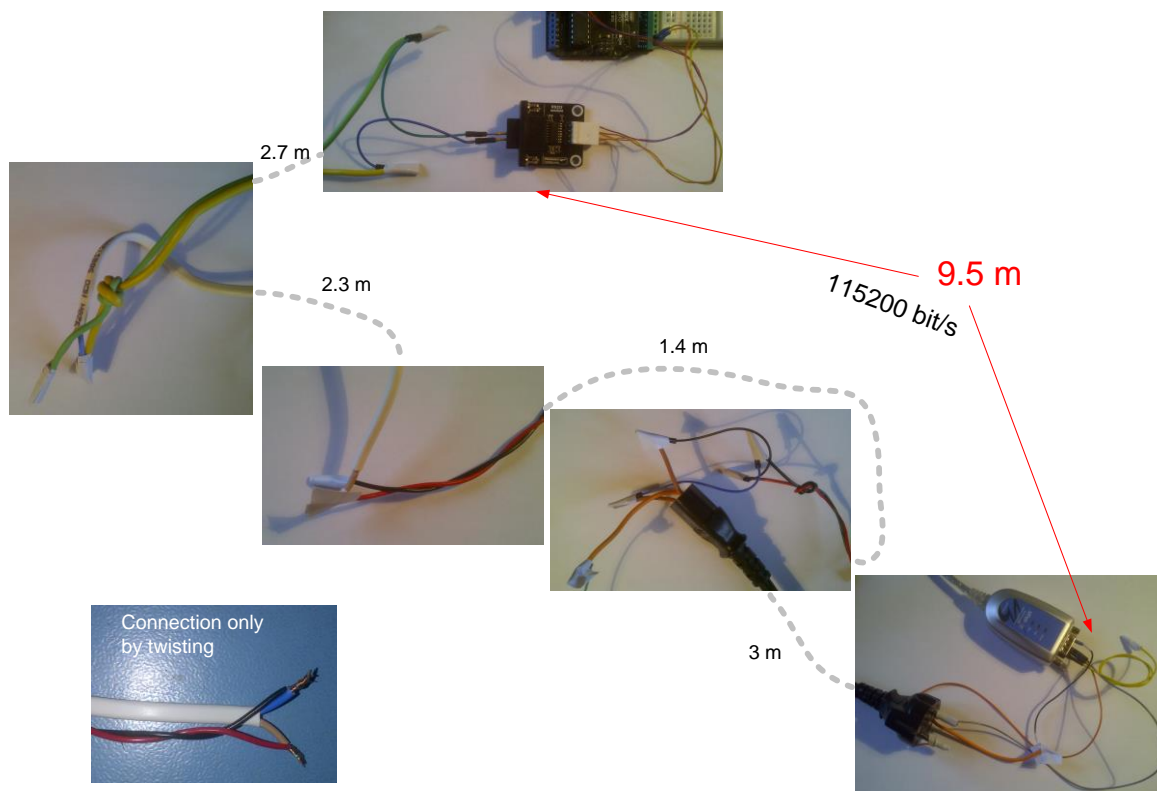 2.7 m
9.5 m
115200 bit/s
2.3 m
1.4 m
Connection only
by twisting
3 m